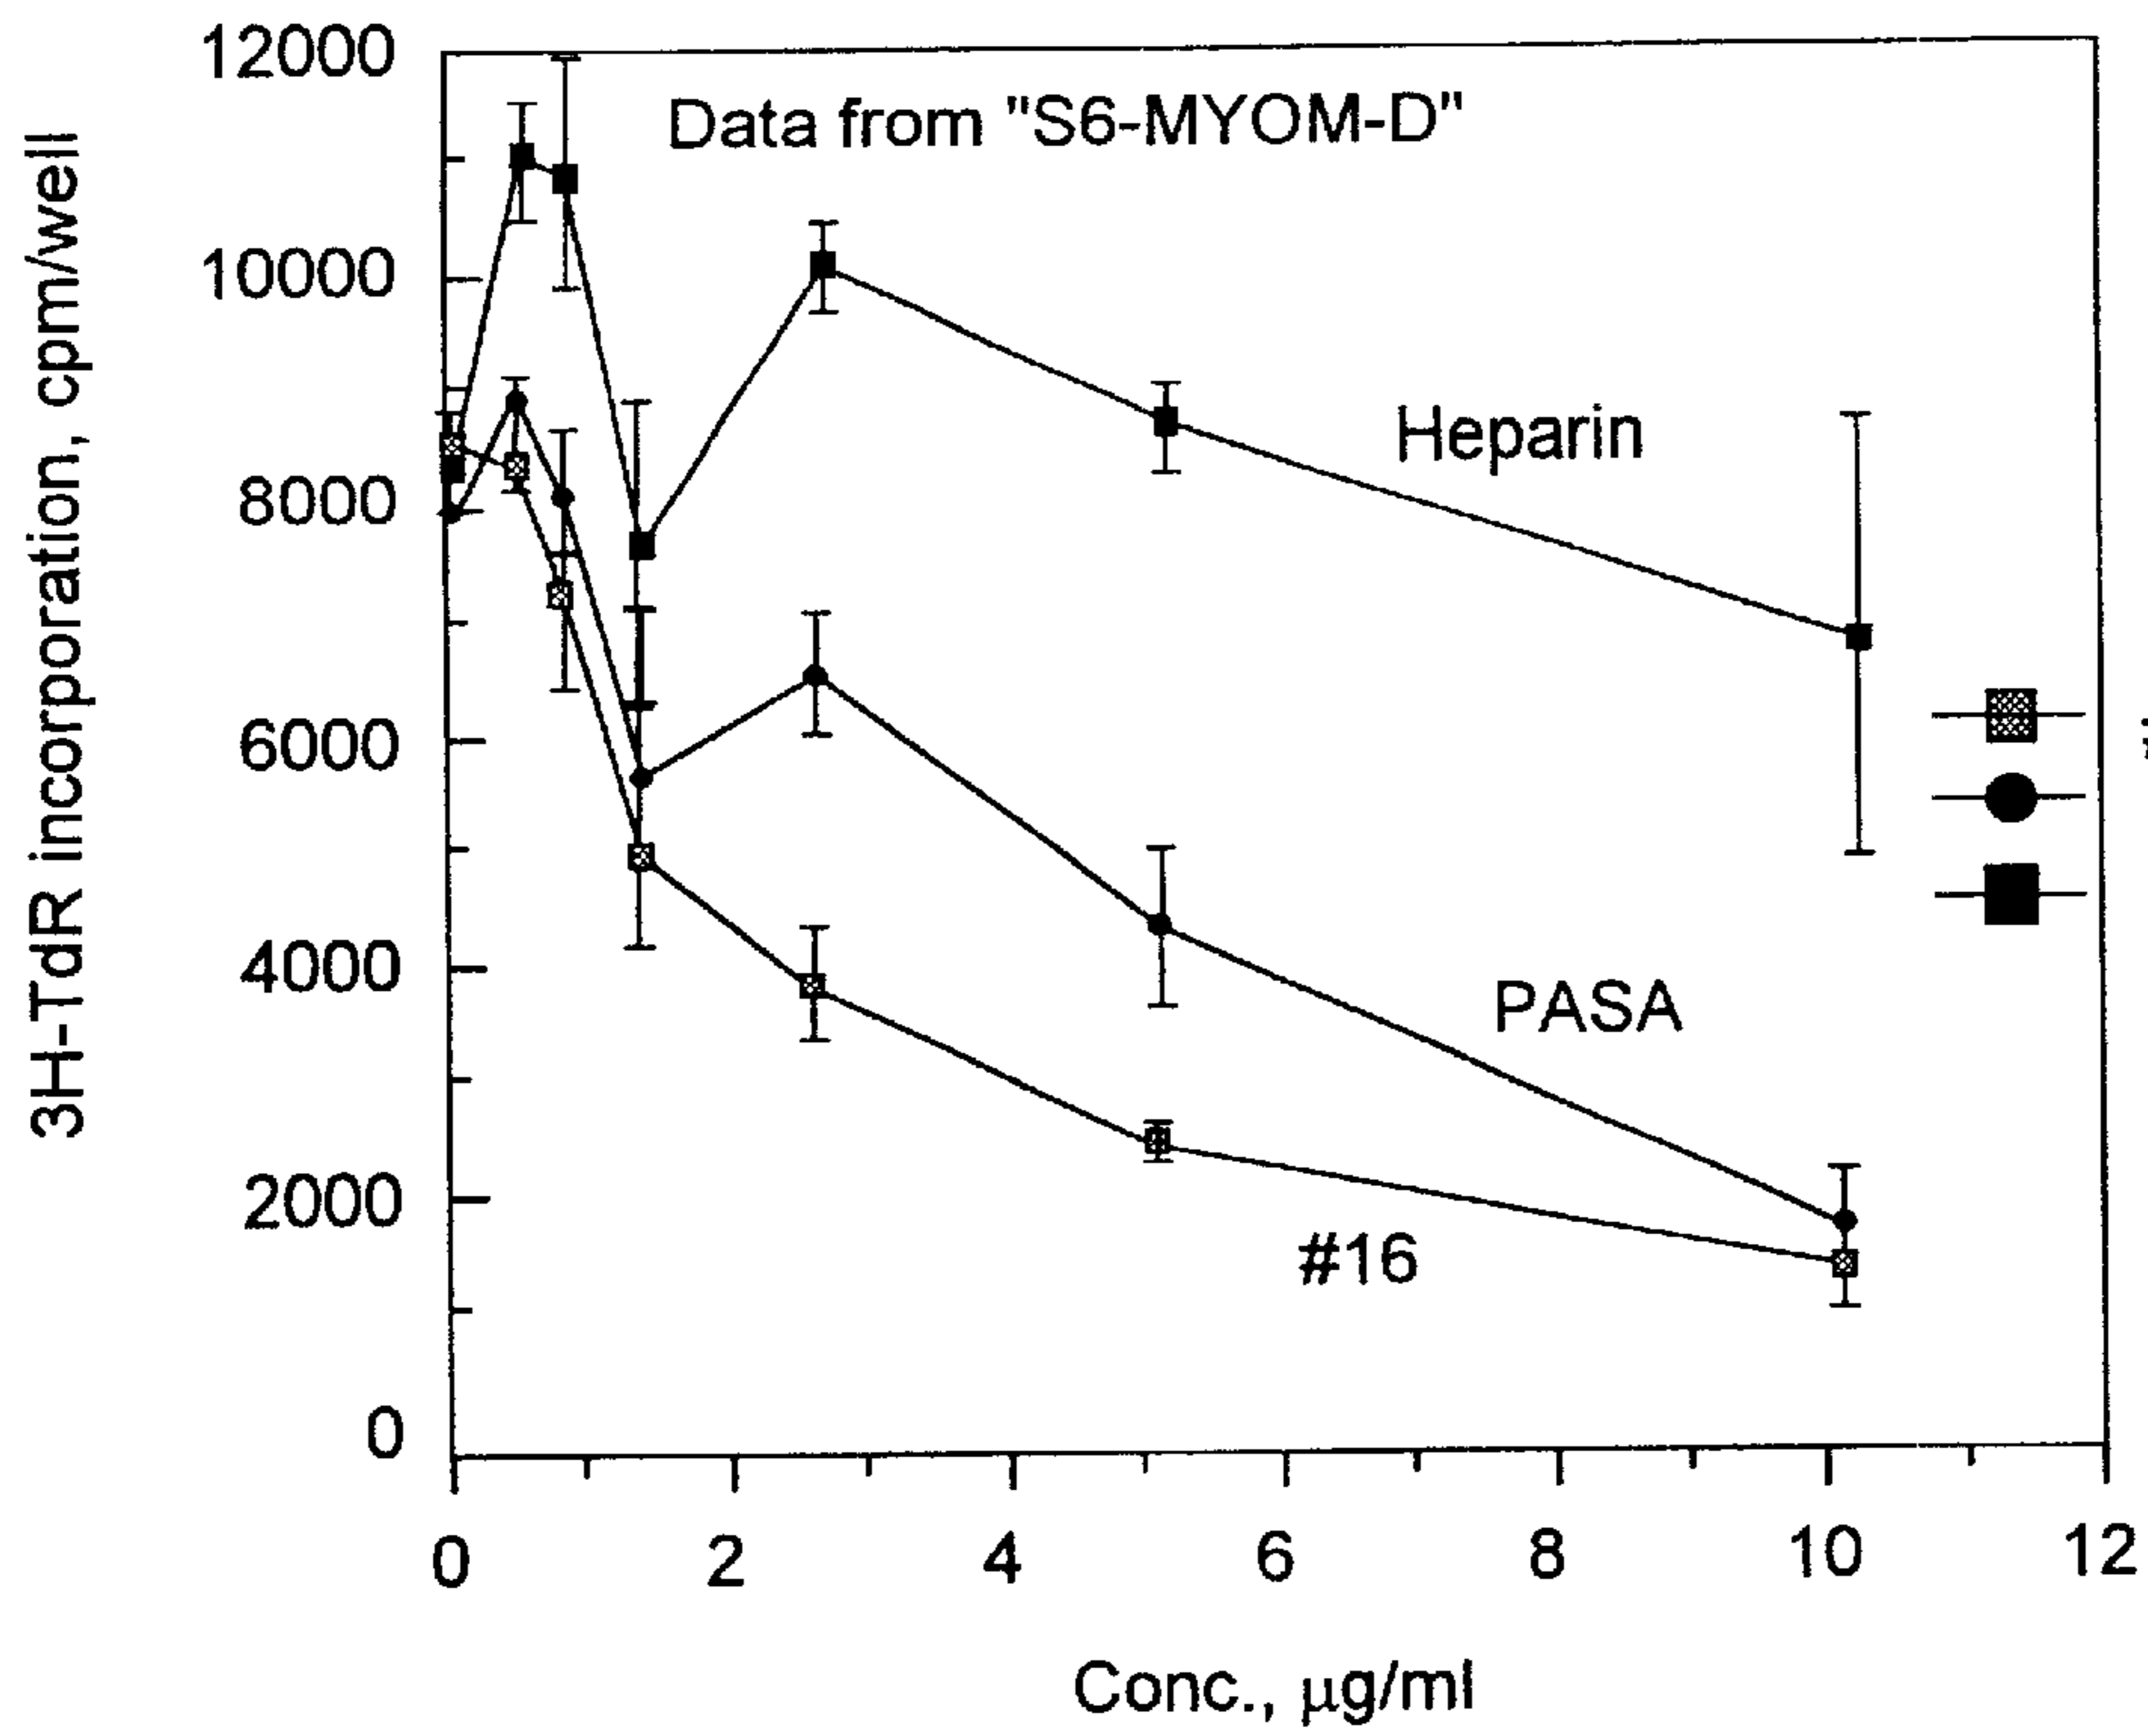 12000
Data from "S6-MYOM-D"
10000
Heparin
8000
6000
4000
PASA
2000
#16
0
0 2 4 6 8 10 12
Conc., μg/ml
3H-TdR incorporation, cpm/well